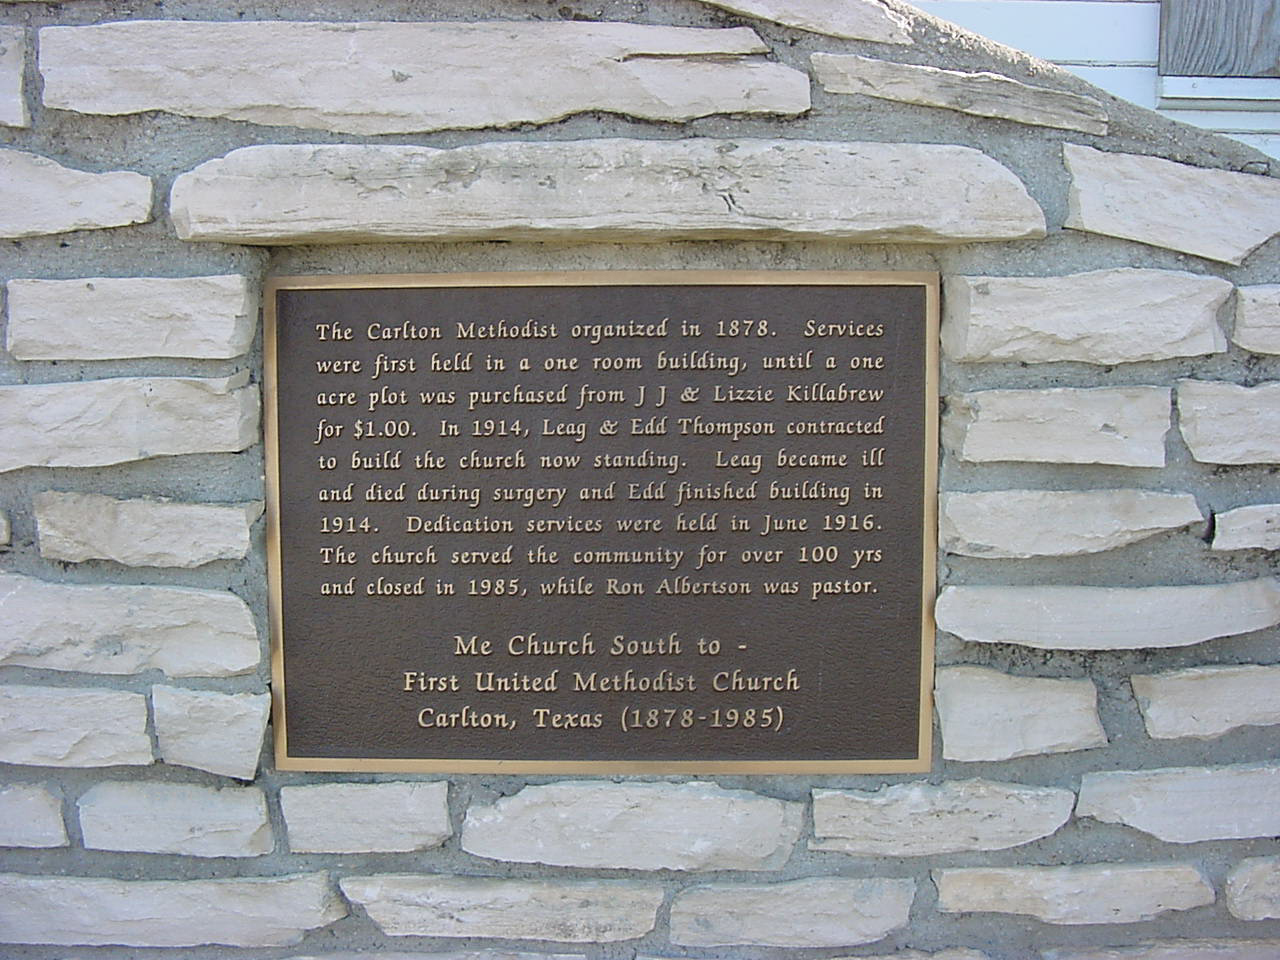 The Carlton Methodist organized in 1878. Services
were first held in a one room building, until a one
acre plot was purchased from J J & Lizzie Killabrew
for $1.00. In 1914, Leag & Edd Thompson contracted
to build the church now standing. Leag became ill
and died during surgery and Edd finished building in
1914. Dedication services were held in June 1916.
The church served the community for over 100 yrs
and closed in 1985, while Ron Albertson was pastor.
Me Church South to -
First United Methodist Church
Carlton, Texas (1878-1985)